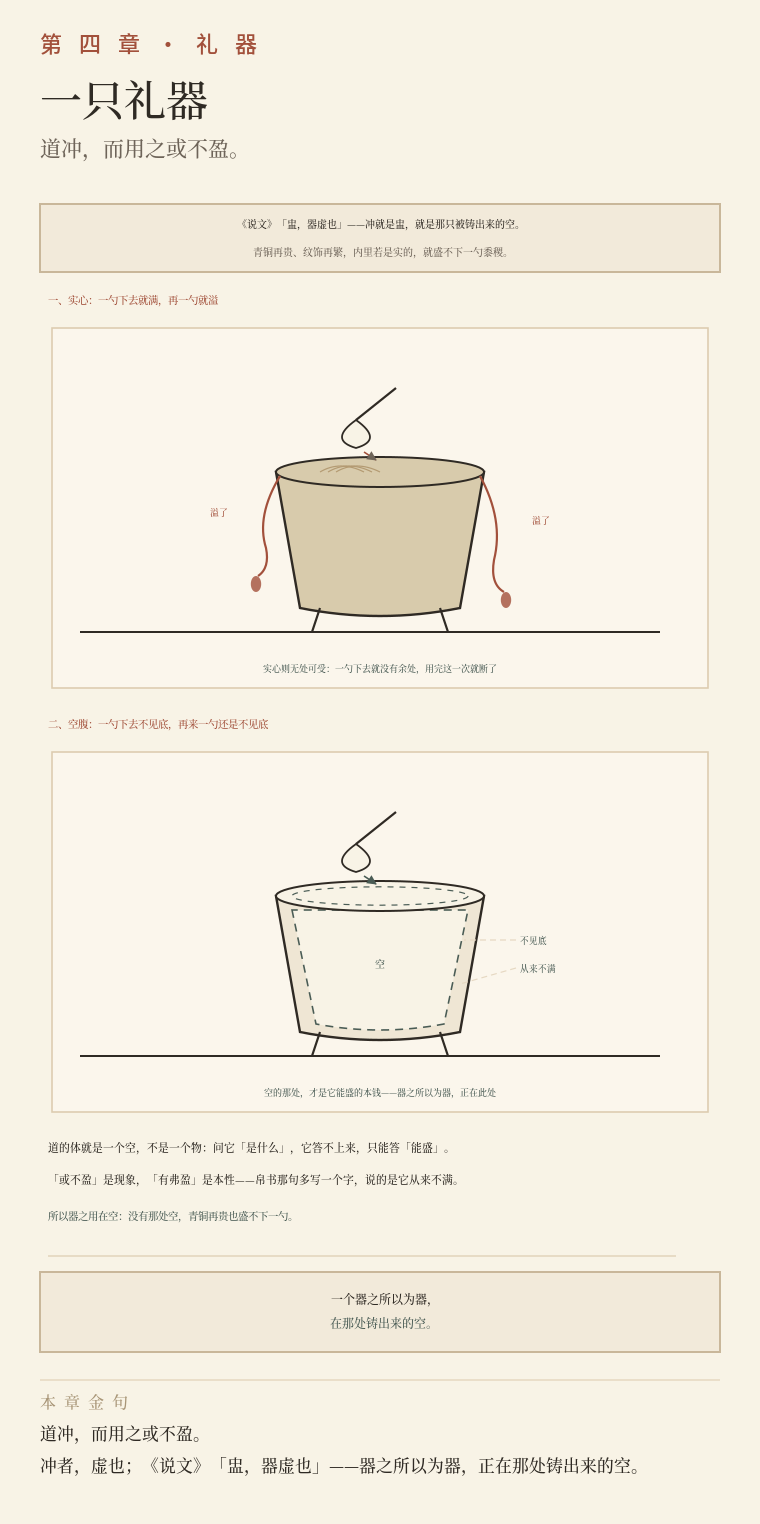 第四章·礼器
一只礼器
道冲，而用之或不盈。
《说文》「盅，器虚也」——冲就是盅，就是那只被铸出来的空。
青铜再贵、纹饰再繁，内里若是实的，就盛不下一勺黍稷。
一、实心：一勺下去就满，再一勺就溢
溢了
溢了
实心则无处可受：一勺下去就没有余处，用完这一次就断了
二、空腹：一勺下去不见底，再来一勺还是不见底
空
不见底
从来不满
空的那处，才是它能盛的本钱——器之所以为器，正在此处
道的体就是一个空，不是一个物：问它「是什么」，它答不上来，只能答「能盛」。
「或不盈」是现象，「有弗盈」是本性——帛书那句多写一个字，说的是它从来不满。
所以器之用在空：没有那处空，青铜再贵也盛不下一勺。
一个器之所以为器，
在那处铸出来的空。
本章金句
道冲，而用之或不盈。
冲者，虚也；《说文》「盅，器虚也」——器之所以为器，正在那处铸出来的空。